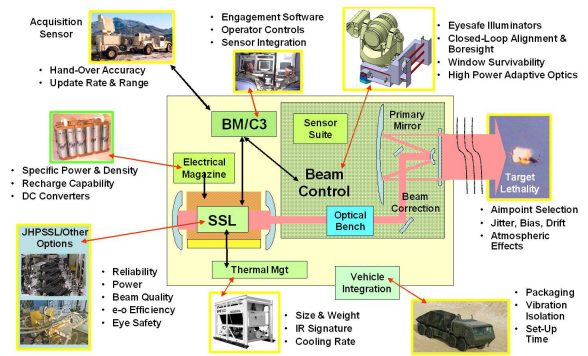 Acquisition
Sensor
• Hand-Over Accuracy
• Update Rate & Range
• Engagement Software
• Operator Controls
• Sensor Integration
• Eyesafe Illuminators
• Closed-Loop Alignment &
Boresight
• Window Survivability
• High Power Adaptive Optics
BM/C3
Sensor
Suite
Primary
Mirror
Electrical
Magazine
Beam
Control
Target
Lethality
• Specific Power & Density
• Recharge Capability
• DC Converters
SSL
Optical
Bench
Beam
Correction
• Aimpoint Selection
• Jitter, Bias, Drift
• Atmospheric
Effects
JHPSSL/Other
Options
• Reliability
• Power
• Beam Quality
• e-o Efficiency
• Eye Safety
Thermal Mgt
• Size & Weight
• IR Signature
• Cooling Rate
Vehicle
Integration
• Packaging
• Vibration
Isolation
• Set-Up
Time